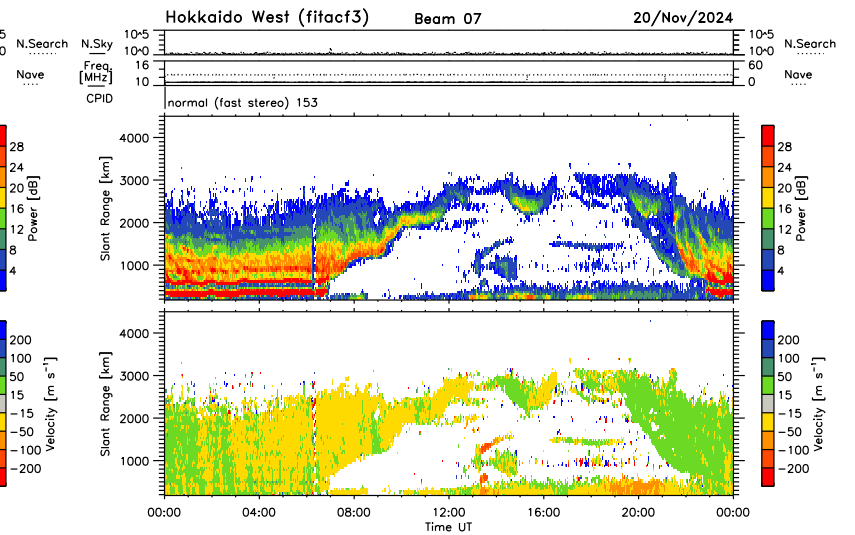 Hokkaido West (fitacf3) Beam 07 20/Nov/2024
5 N.Search N.Sky 10^5 10^5 N.Search
0 10^0 10^0
Nave Freq. [MHz] 16 60 Nave
10 0
CPID normal (fast stereo) 153
28 4000 28
24 24
20 3000 20
16 16
12 2000 12
8 8
4 1000 4
Power [dB] Slant Range [km] Power [dB]
200 4000 200
100 100
50 3000 50
15 15
-15 2000 -15
-50 -50
-100 1000 -100
-200 -200
Velocity [m s⁻¹] Slant Range [km] Velocity [m s⁻¹]
00:00 04:00 08:00 12:00 16:00 20:00 00:00
Time UT